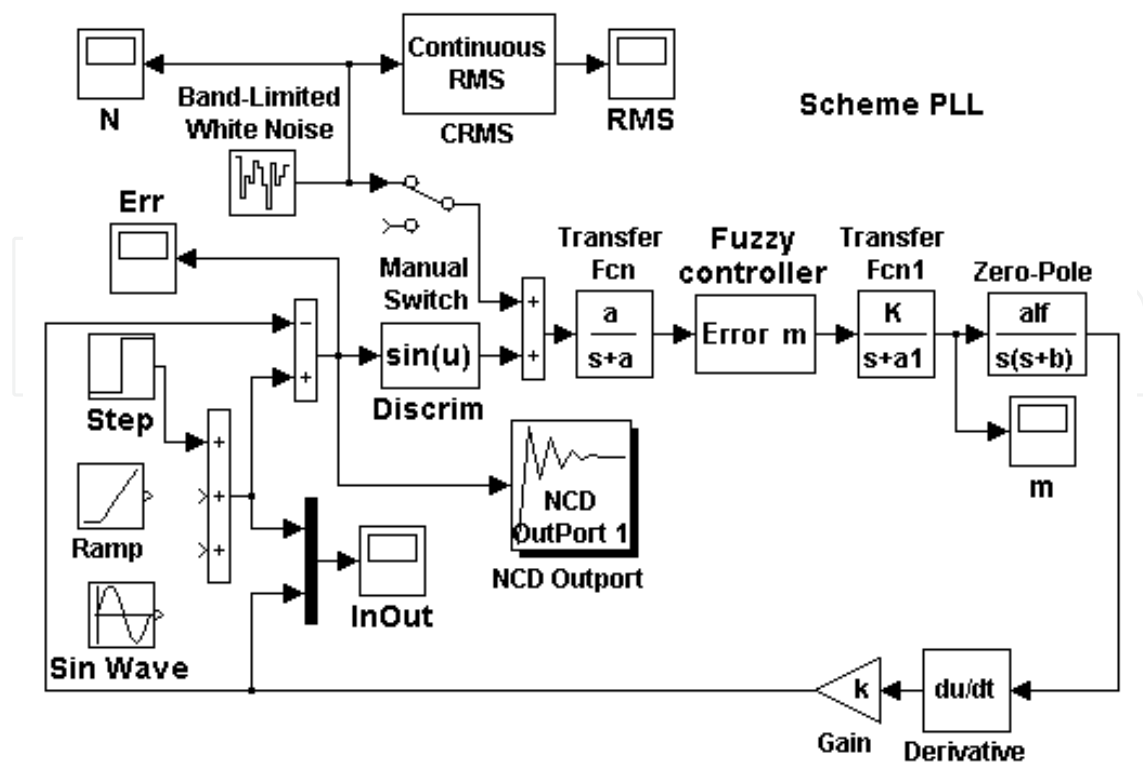 Continuous
RMS
Scheme PLL
N
RMS
CRMS
Band-Limited
White Noise
Err
Manual
Switch
Transfer
Fcn
Fuzzy
controller
Transfer
Fcn1
Zero-Pole
−
+
sin(u)
Discrim
+
+
a
s+a
Error m
K
s+a1
alf
s(s+b)
m
Step
+
+
+
Ramp
Sin Wave
InOut
NCD
OutPort 1
NCD Outport
k
Gain
du/dt
Derivative